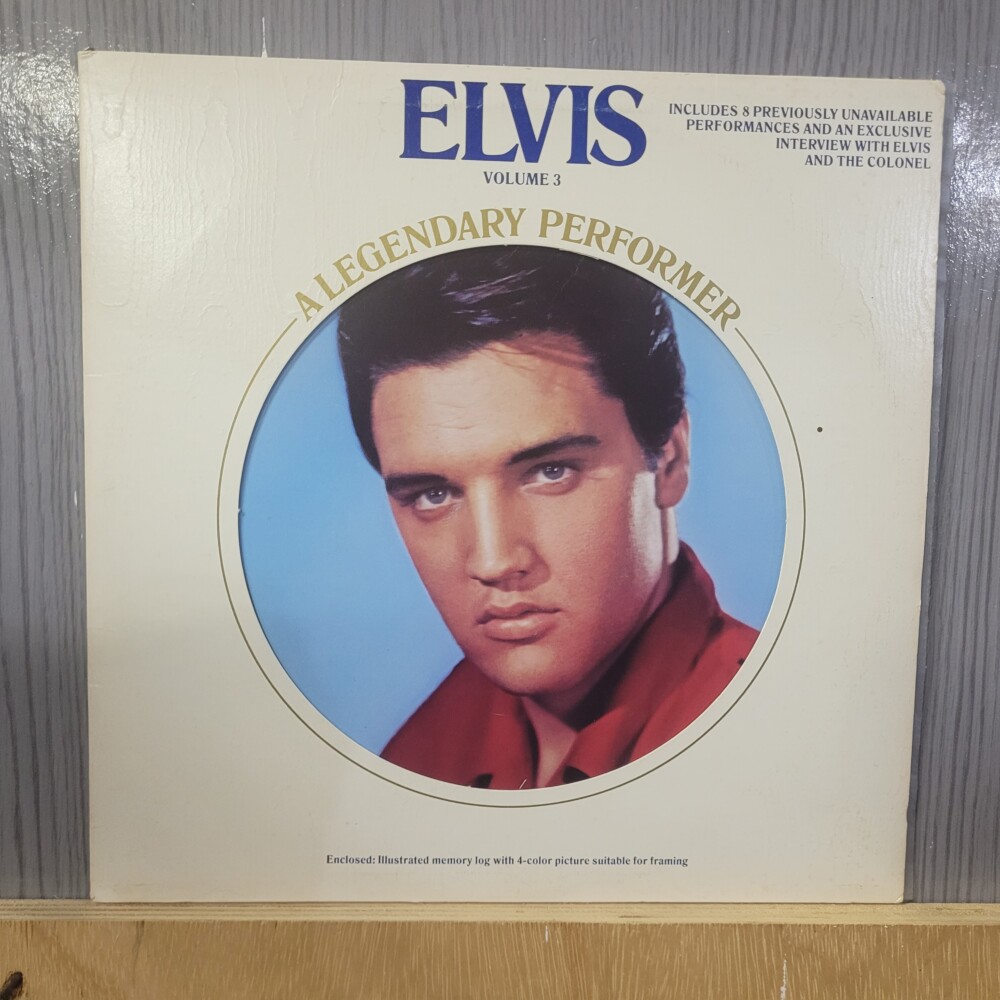 ELVIS
VOLUME 3
INCLUDES 8 PREVIOUSLY UNAVAILABLE
PERFORMANCES AND AN EXCLUSIVE
INTERVIEW WITH ELVIS
AND THE COLONEL
A LEGENDARY PERFORMER
Enclosed: Illustrated memory log with 4-color picture suitable for framing